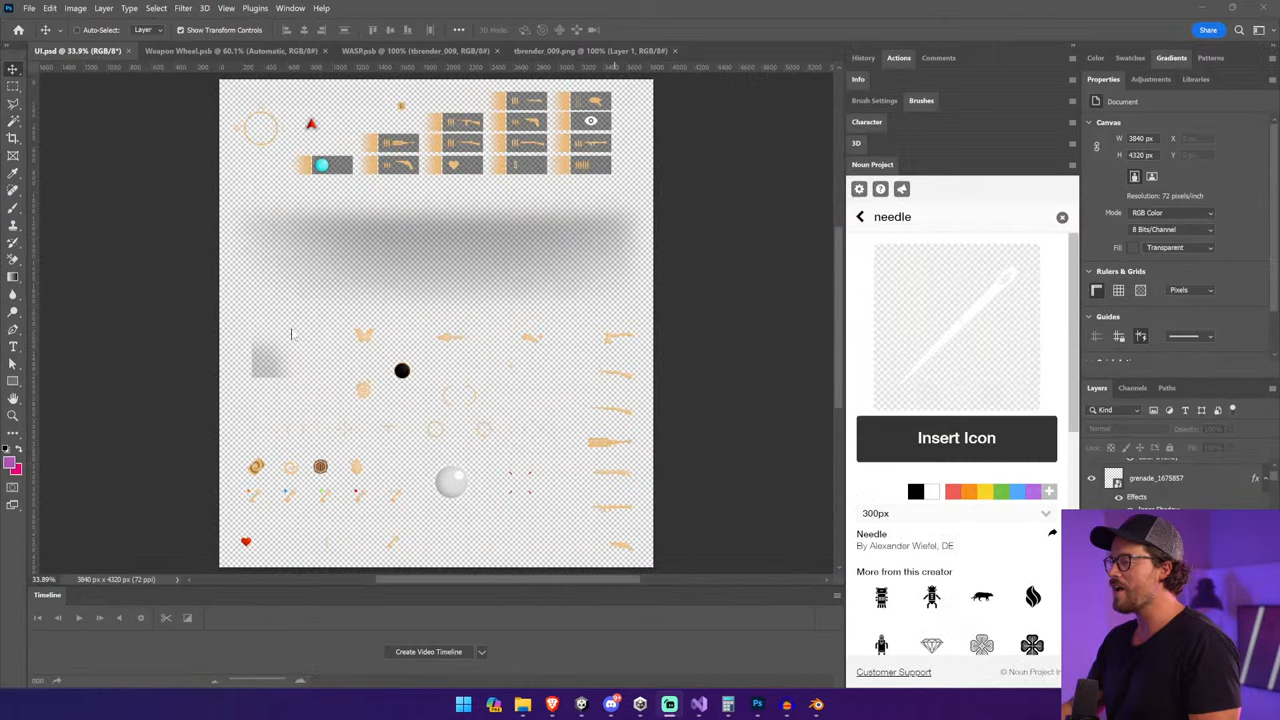 File Edit Image Layer Type Select Filter 3D View Plugins Window Help
Auto-Select: Layer Show Transform Controls 3D Mode: Share
UI.psd @ 33.9% (RGB/8*) × Weapon Wheel.psb @ 60.1% (Automatic, RGB/8#) × WASP.psb @ 100% (tbrender_009, RGB/8#) × tbrender_009.png @ 100% (Layer 1, RGB/8#) ×
History Actions Comments
Color Swatches Gradients Patterns
Info
Properties Adjustments Libraries
Brush Settings Brushes
Document
Character
Canvas
W 3840 px X
3D
H 4320 px Y
Noun Project
Resolution: 72 pixels/inch
needle
Mode RGB Color
8 Bits/Channel
Fill Transparent
Rulers & Grids
Pixels
Guides
Layers Channels Paths
Kind
Normal Opacity: 100%
Lock: Fill: 100%
Insert Icon
grenade_1675857 fx
Effects
300px
Needle
By Alexander Wiefel, DE
More from this creator
33.89% 3840 px x 4320 px (72 ppi)
Timeline
Create Video Timeline
Customer Support